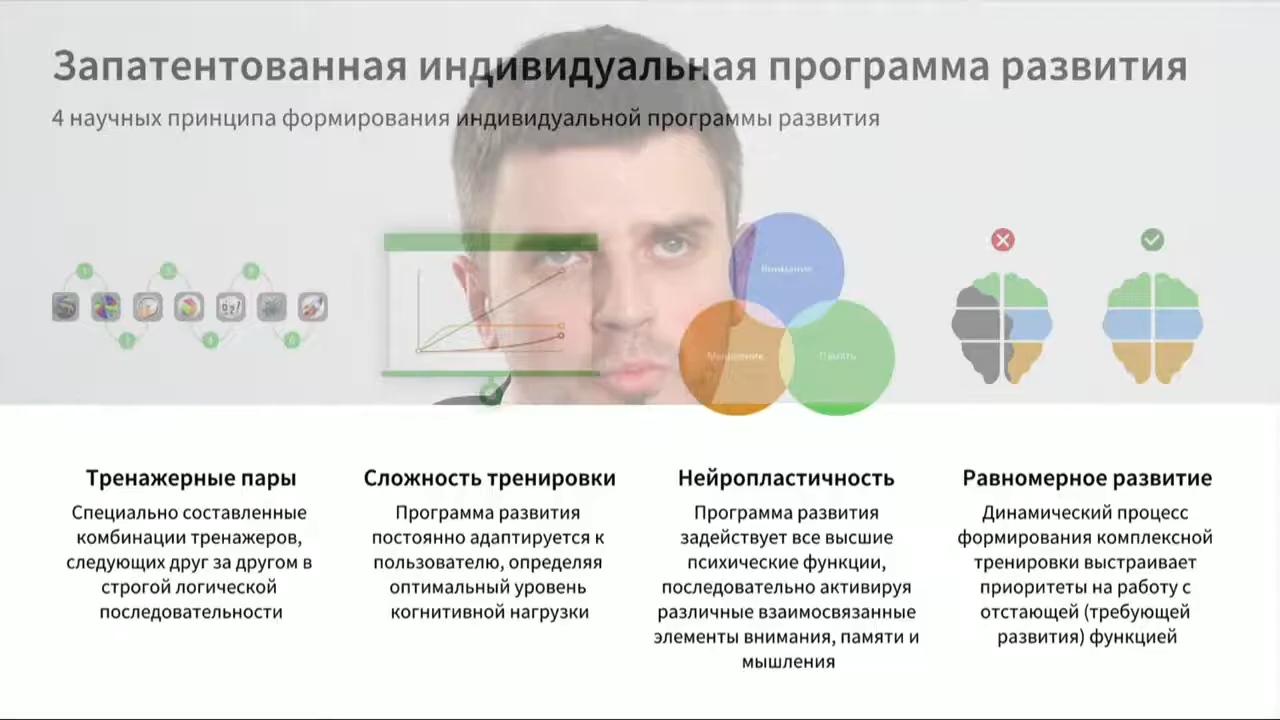 Запатентованная индивидуальная программа развития
4 научных принципа формирования индивидуальной программы развития
Внимание
Мышление
Память
Тренажерные пары
Специально составленные
комбинации тренажеров,
следующих друг за другом в
строгой логической
последовательности
Сложность тренировки
Программа развития
постоянно адаптируется к
пользователю, определяя
оптимальный уровень
когнитивной нагрузки
Нейропластичность
Программа развития
задействует все высшие
психические функции,
последовательно активируя
различные взаимосвязанные
элементы внимания, памяти и
мышления
Равномерное развитие
Динамический процесс
формирования комплексной
тренировки выстраивает
приоритеты на работу с
отстающей (требующей
развития) функцией